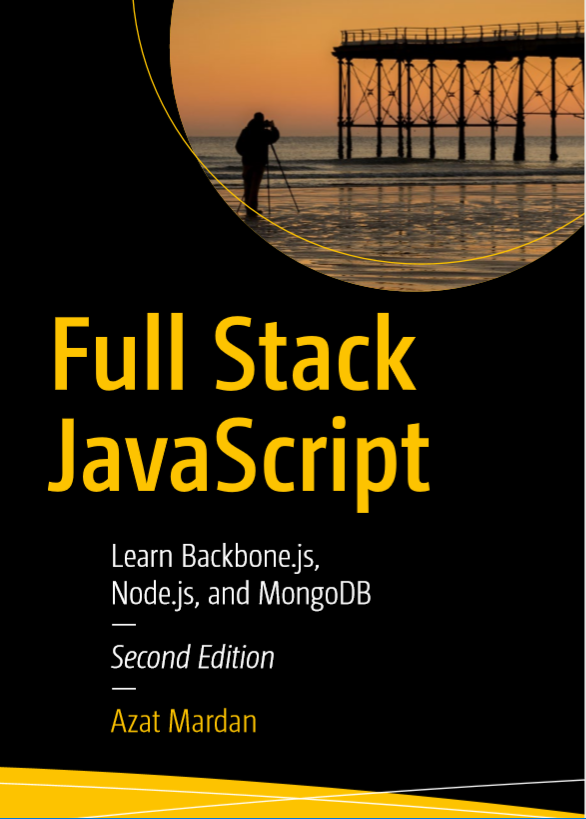 Full Stack
JavaScript
Learn Backbone.js,
Node.js, and MongoDB
—
Second Edition
—
Azat Mardan